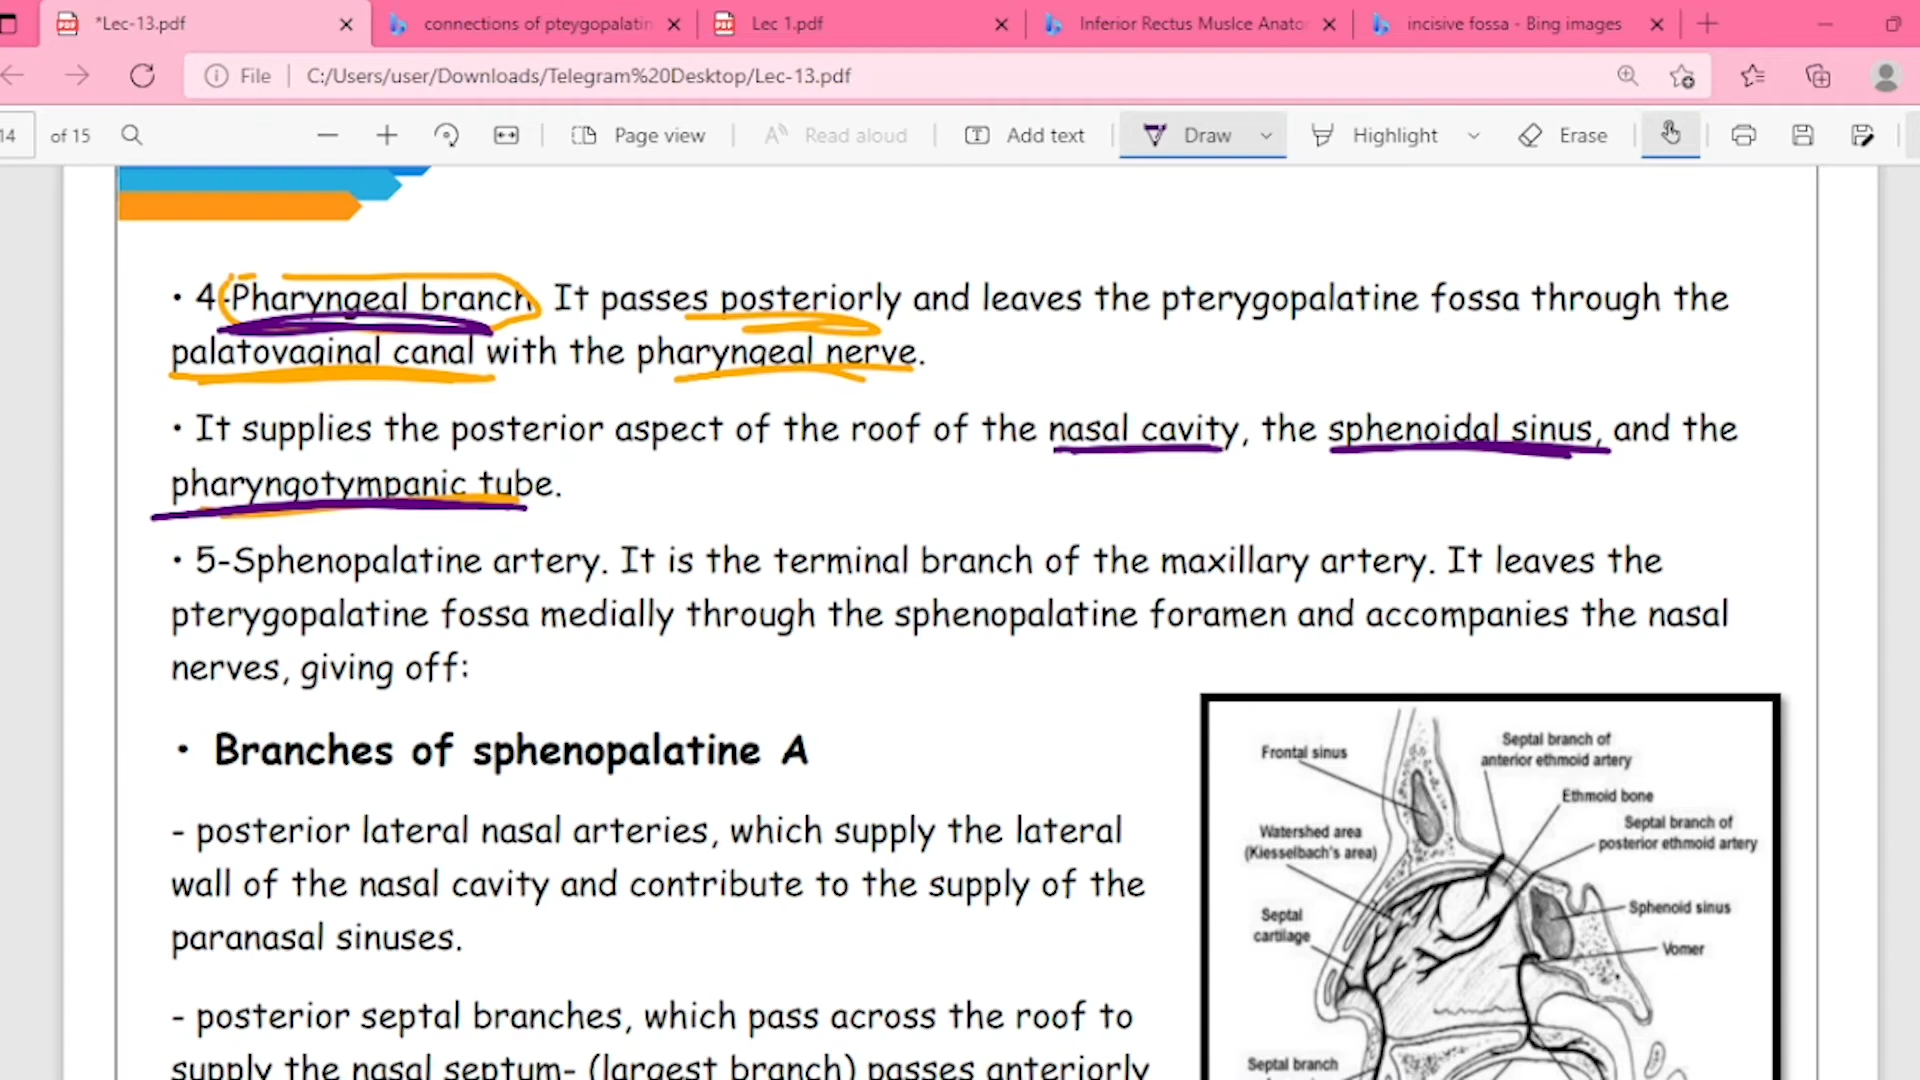 *Lec-13.pdf
connections of pteygopalatin
Lec 1.pdf
Inferior Rectus Muslce Anato
incisive fossa - Bing images
File
C:/Users/user/Downloads/Telegram%20Desktop/Lec-13.pdf
14 of 15
Page view
Read aloud
Add text
Draw
Highlight
Erase
• 4-Pharyngeal branch. It passes posteriorly and leaves the pterygopalatine fossa through the
palatovaginal canal with the pharyngeal nerve.
• It supplies the posterior aspect of the roof of the nasal cavity, the sphenoidal sinus, and the
pharyngotympanic tube.
• 5-Sphenopalatine artery. It is the terminal branch of the maxillary artery. It leaves the
pterygopalatine fossa medially through the sphenopalatine foramen and accompanies the nasal
nerves, giving off:
• Branches of sphenopalatine A
- posterior lateral nasal arteries, which supply the lateral
wall of the nasal cavity and contribute to the supply of the
paranasal sinuses.
- posterior septal branches, which pass across the roof to
supply the nasal septum- (largest branch) passes anteriorly
Frontal sinus
Septal branch of
anterior ethmoid artery
Ethmoid bone
Watershed area
(Kiesselbach's area)
Septal branch of
posterior ethmoid artery
Septal
cartilage
Sphenoid sinus
Vomer
Septal branch